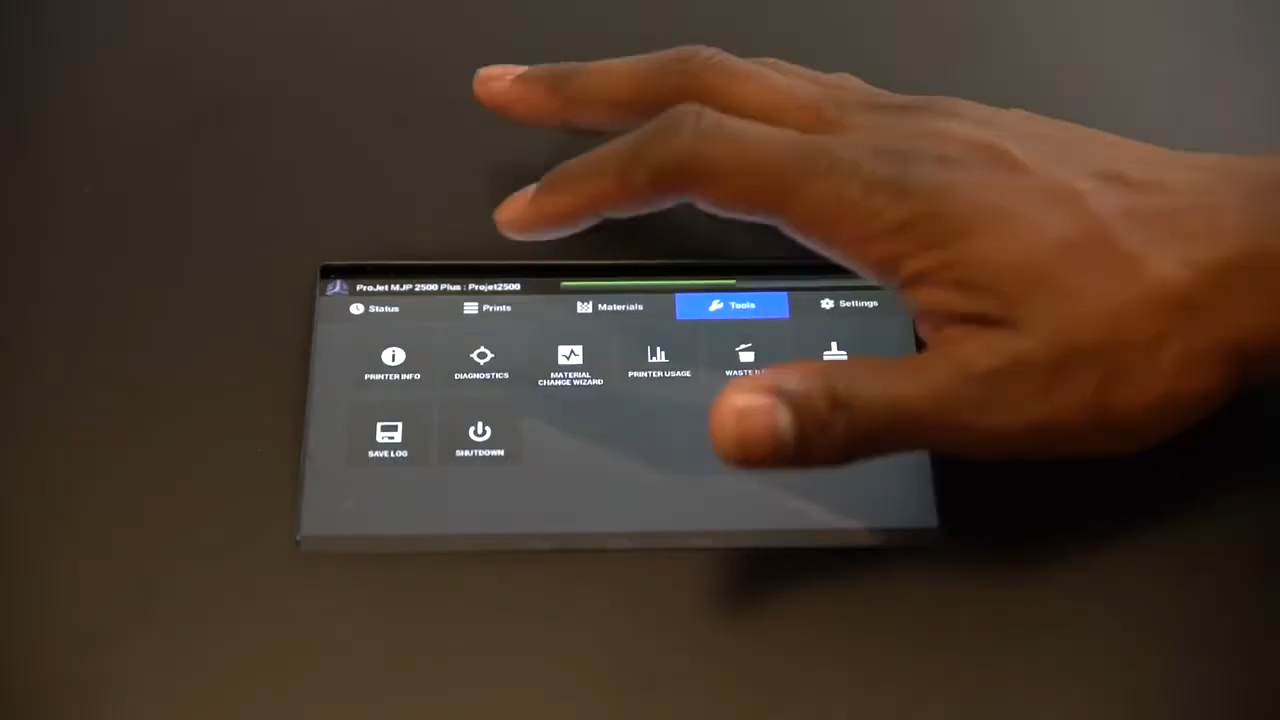 ProJet MJP 2500 Plus : Projet2500
Status Prints Materials Tools Settings
PRINTER INFO
DIAGNOSTICS
MATERIAL
CHANGE WIZARD
PRINTER USAGE
WASTE
SAVE LOG
SHUTDOWN